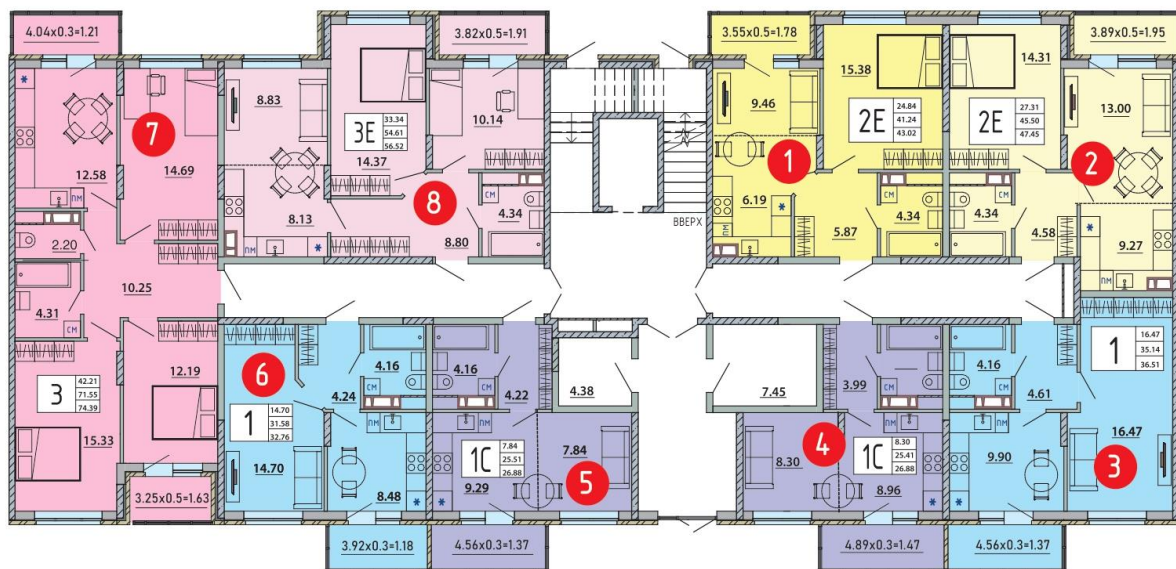 4.04x0.3=1.21
3.82x0.5=1.91
3.55x0.5=1.78
3.89x0.5=1.95
*
12.58
ПМ
7
14.69
8.83
8.13
ПМ
*
3Е
33.34
54.61
56.52
14.37
10.14
8
8.80
СМ
4.34
ВВЕРХ
9.46
1
6.19
ПМ
*
15.38
2Е
24.84
41.24
43.02
5.87
СМ
4.34
14.31
2Е
27.31
45.50
47.45
СМ
4.34
4.58
13.00
2
*
9.27
ПМ
2.20
4.31
СМ
10.25
3
42.21
71.55
74.39
15.33
12.19
3.25x0.5=1.63
6
1
14.70
31.58
32.76
14.70
4.24
4.16
СМ
ПМ
8.48
*
4.16
СМ
4.22
ПМ
1С
7.84
25.51
26.88
9.29
*
7.84
5
4.38
7.45
3.99
СМ
4
8.30
1С
8.30
25.41
26.88
ПМ
8.96
*
4.16
СМ
4.61
ПМ
9.90
*
1
16.47
35.14
36.51
16.47
3
3.92x0.3=1.18
4.56x0.3=1.37
4.89x0.3=1.47
4.56x0.3=1.37